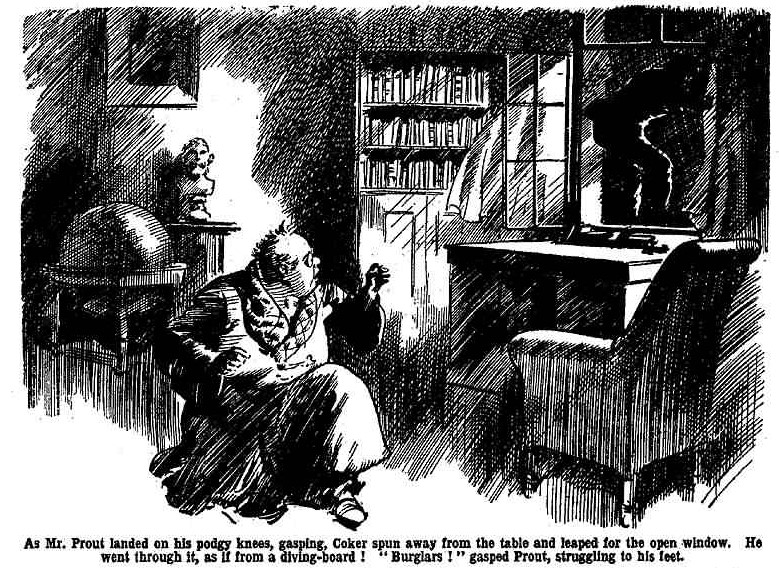 As Mr. Prout landed on his podgy knees, gasping, Coker spun away from the table and leaped for the open window. He
went through it, as if from a diving-board ! " Burglars ! " gasped Prout, struggling to his feet.